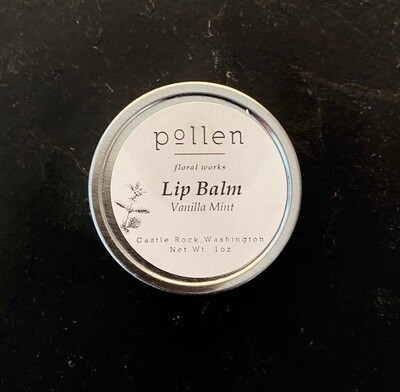 pollen
floral works
Lip Balm
Vanilla Mint
Castle Rock, Washington
Net Wt. 1oz